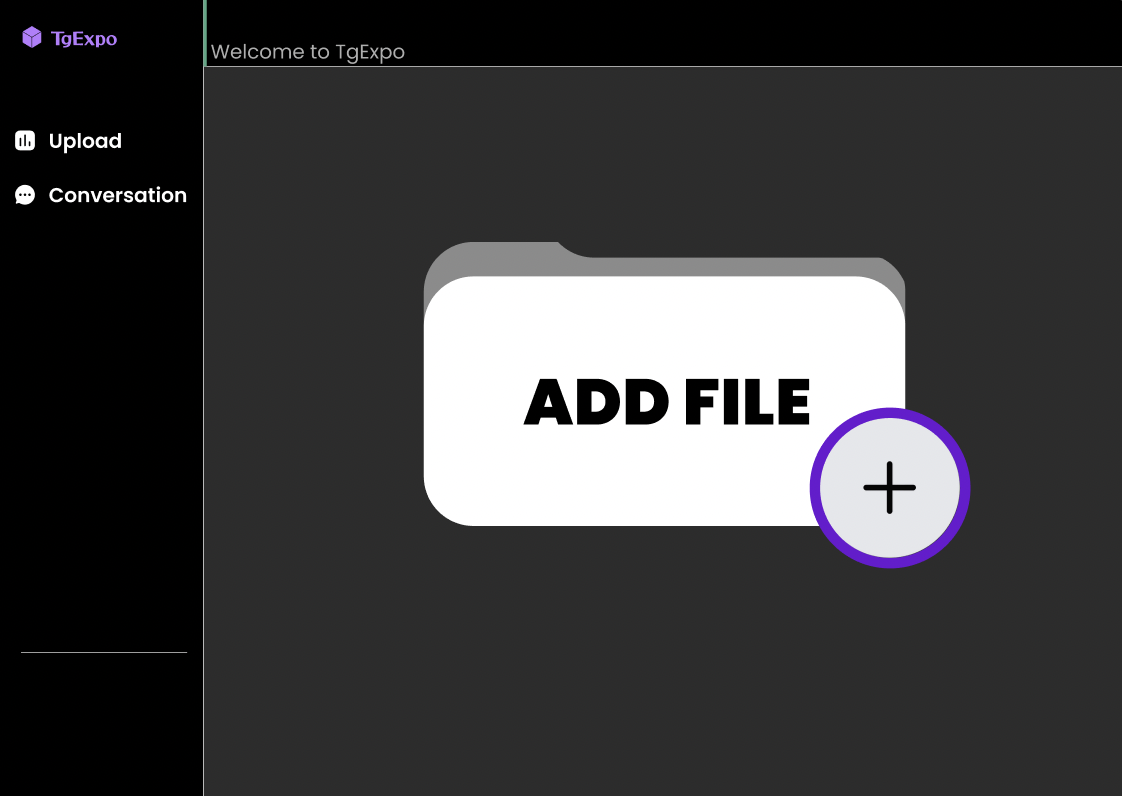 TgExpo
Welcome to TgExpo
Upload
Conversation
ADD FILE